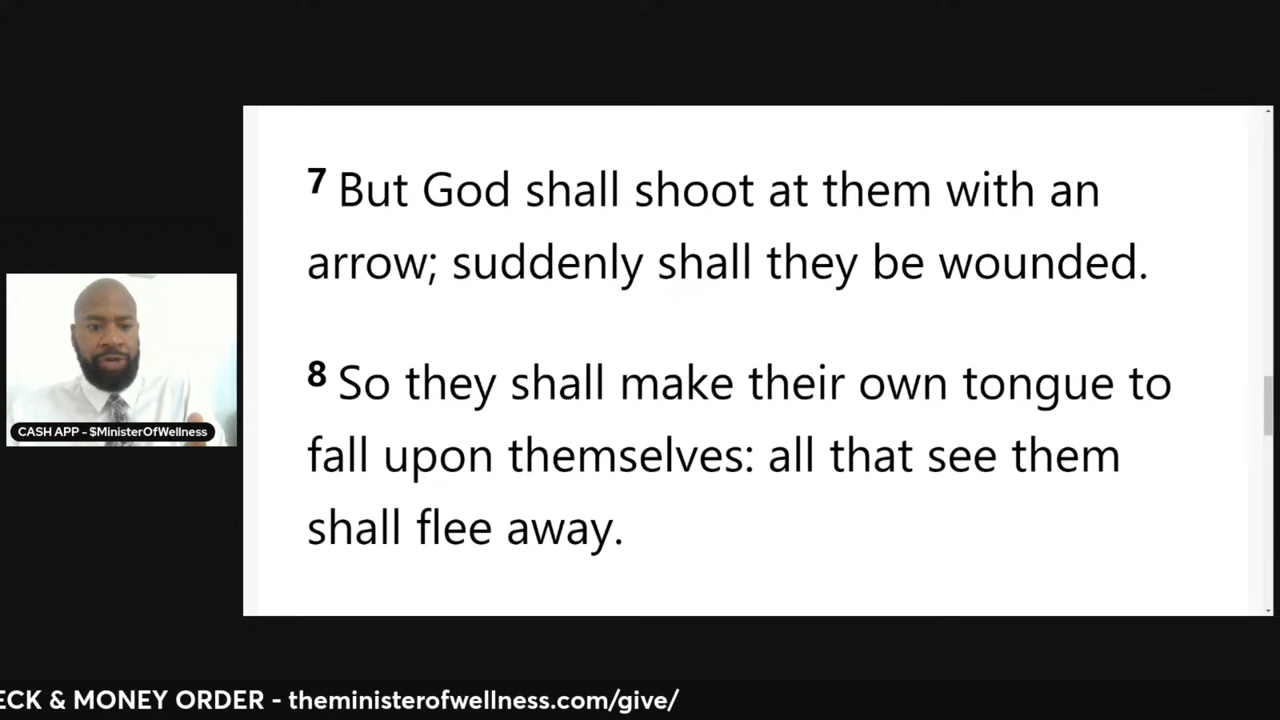 7 But God shall shoot at them with an
arrow; suddenly shall they be wounded.
8 So they shall make their own tongue to
fall upon themselves: all that see them
shall flee away.
CASH APP - $MinisterOfWellness
ECK & MONEY ORDER - theministerofwellness.com/give/